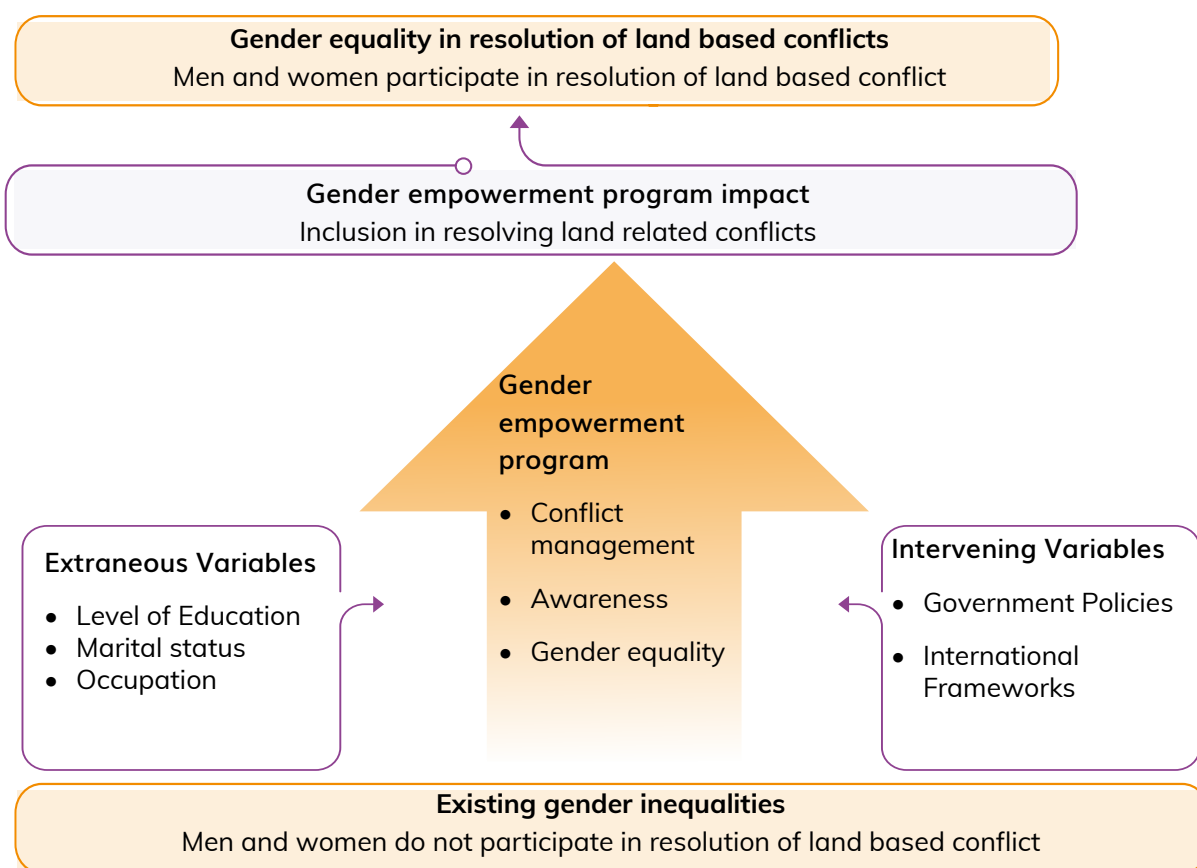 Gender equality in resolution of land based conflicts
Men and women participate in resolution of land based conflict
Gender empowerment program impact
Inclusion in resolving land related conflicts
Gender
empowerment
program
• Conflict
management
• Awareness
• Gender equality
Extraneous Variables
• Level of Education
• Marital status
• Occupation
Intervening Variables
• Government Policies
• International
Frameworks
Existing gender inequalities
Men and women do not participate in resolution of land based conflict